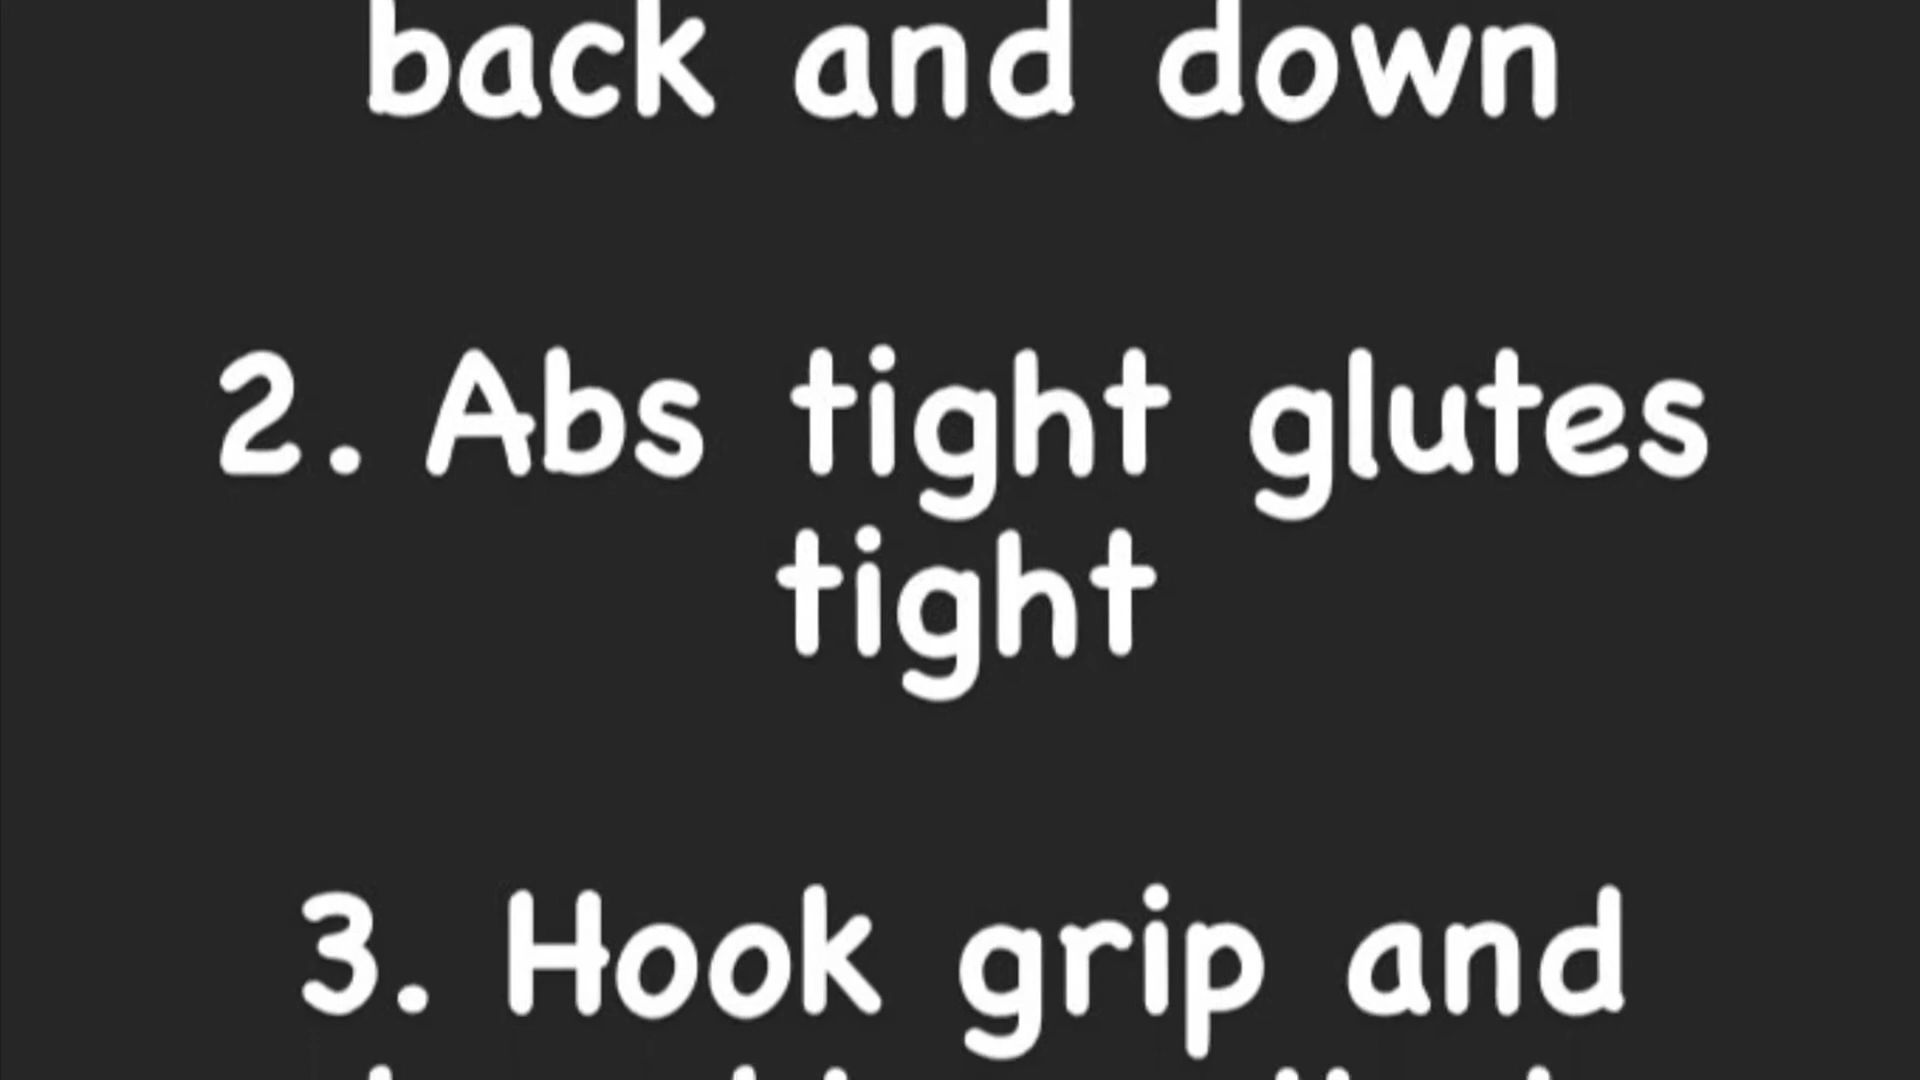 back and down
2. Abs tight glutes
tight
3. Hook grip and